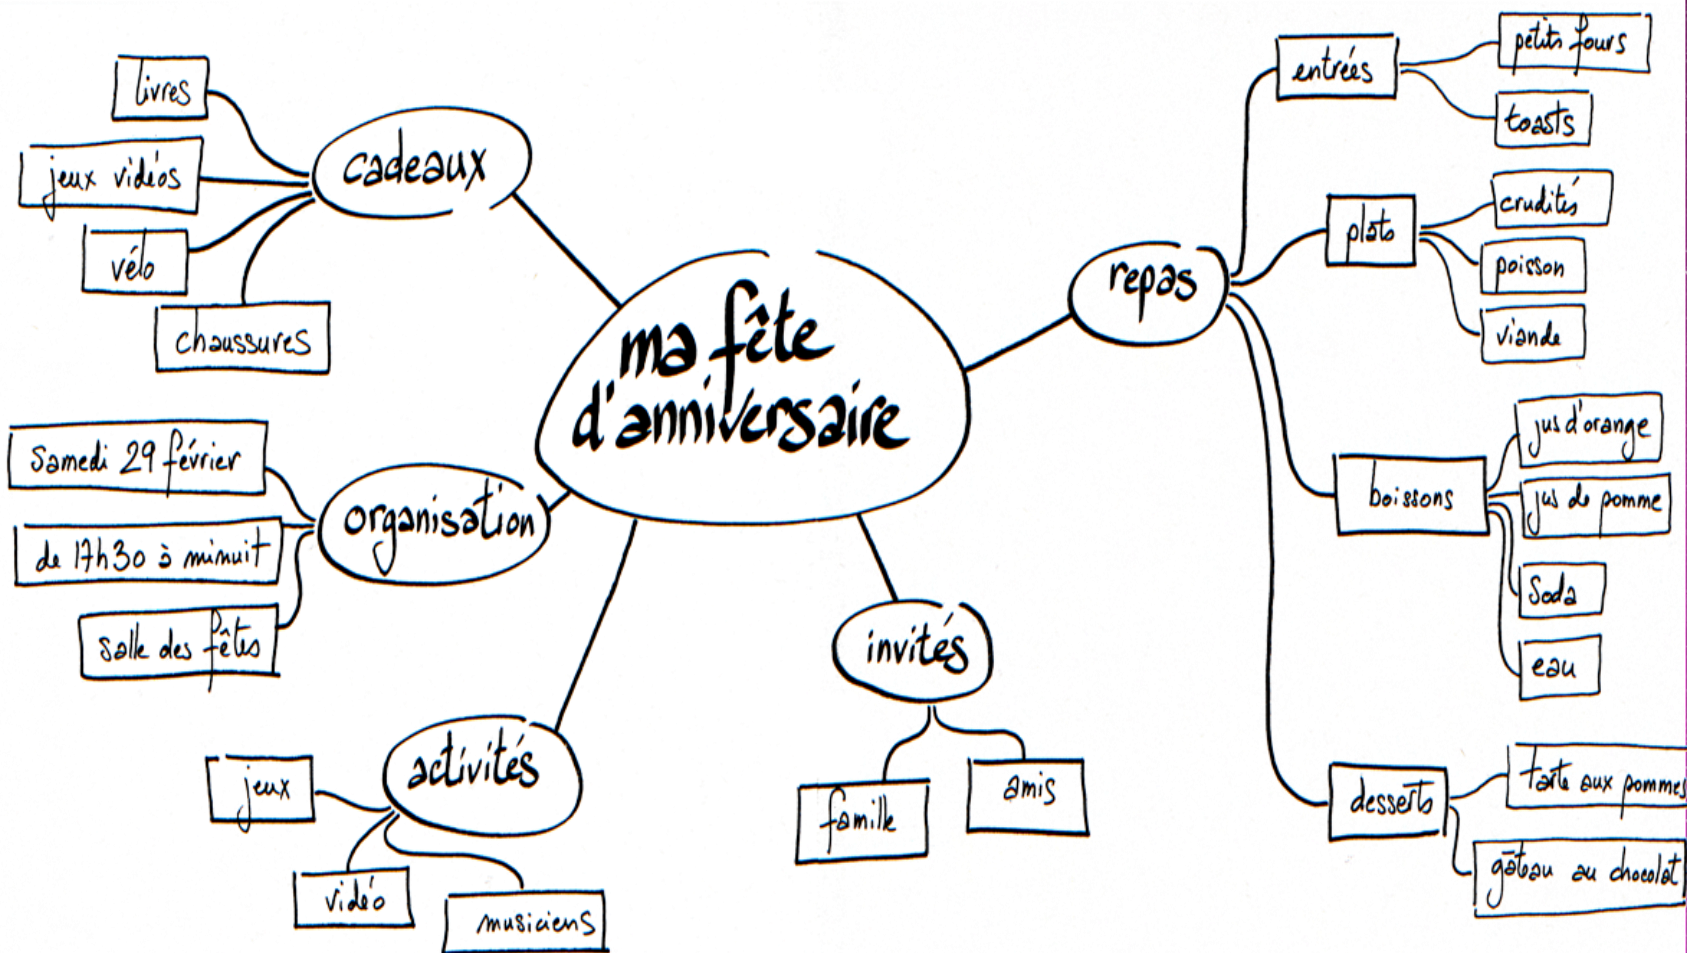 ma fête
d'anniversaire
cadeaux
livres
jeux vidéos
vélo
chaussures
organisation
Samedi 29 février
de 17h30 à minuit
salle des fêtes
activités
jeux
vidéo
musiciens
invités
famille
amis
repas
entrées
petits fours
toasts
plats
crudités
poisson
viande
boissons
jus d'orange
jus de pomme
Soda
eau
desserts
tarte aux pommes
gâteau au chocolat